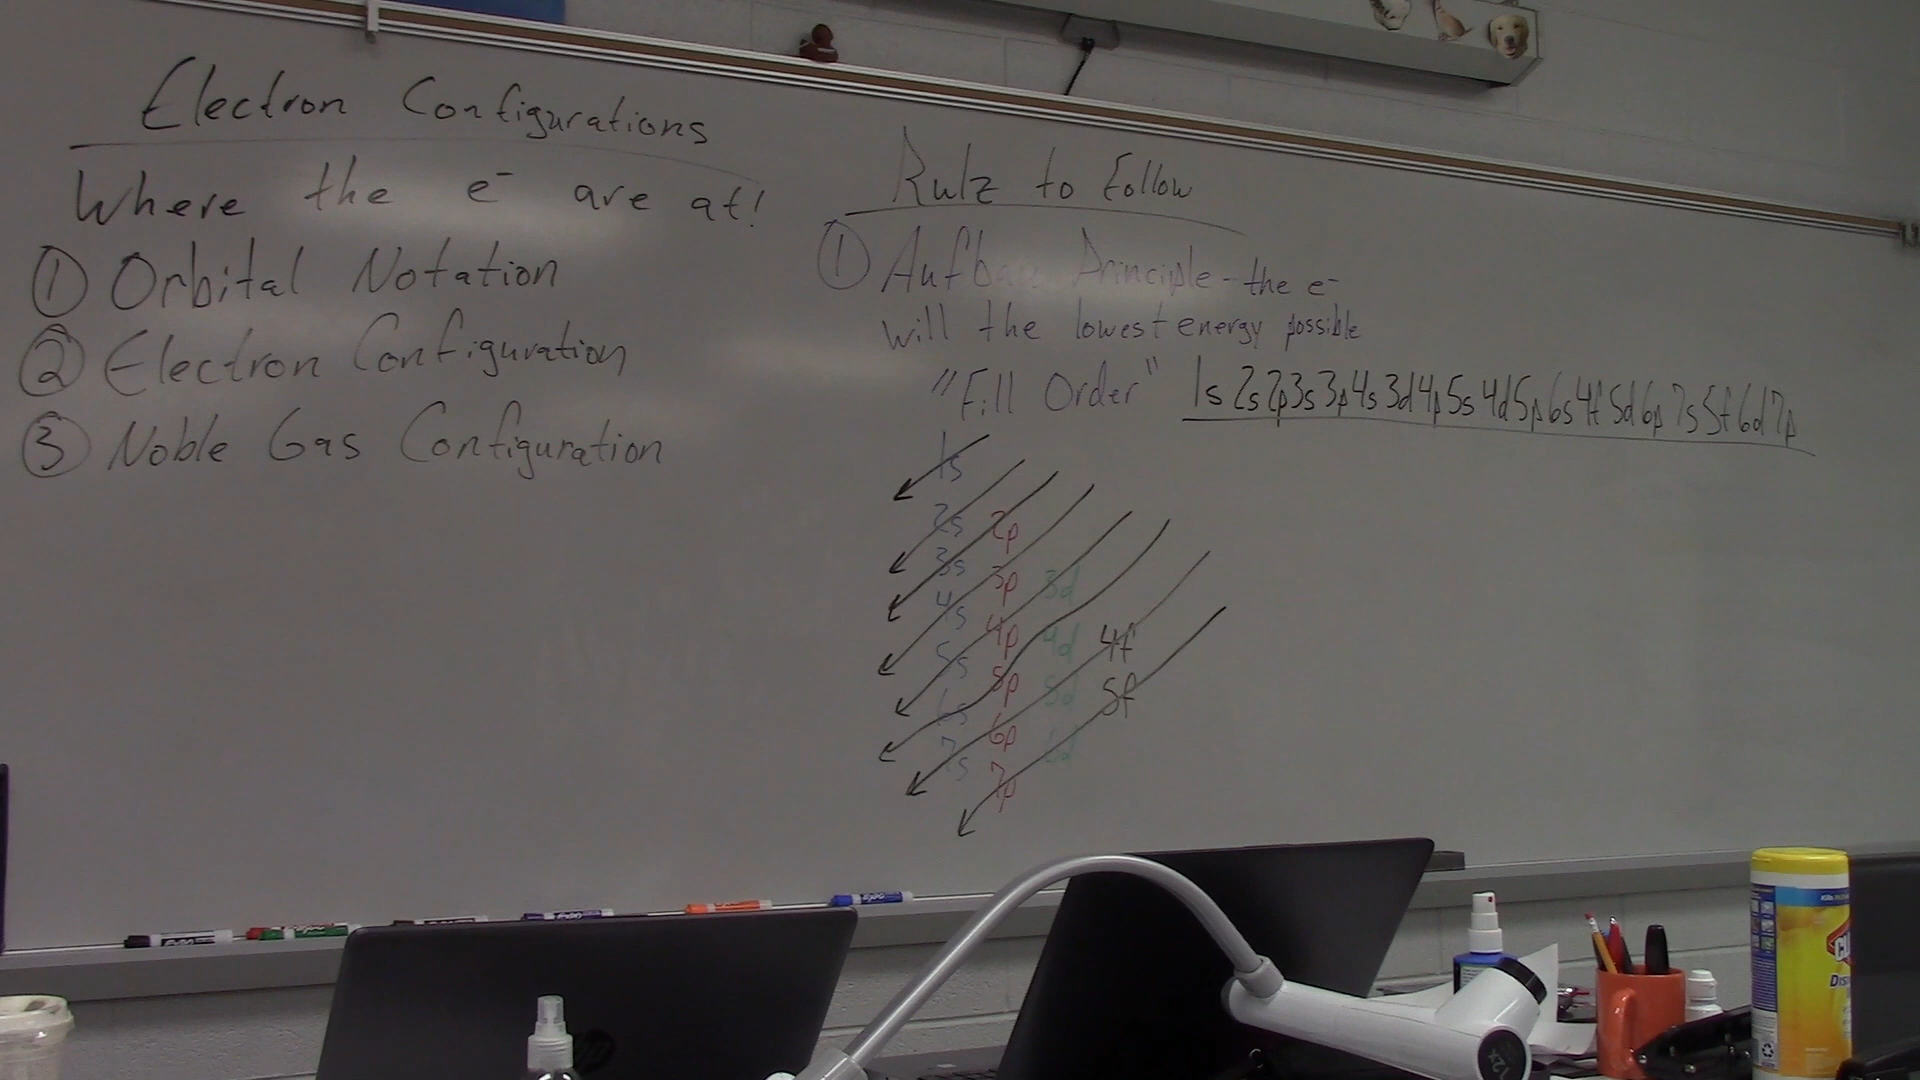 Electron Configurations
Where the e⁻ are at!
① Orbital Notation
② Electron Configuration
③ Noble Gas Configuration
Rulz to Follow
① Aufbau Principle - the e⁻
will the lowest energy possible
"Fill Order" 1s 2s 2p 3s 3p 4s 3d 4p 5s 4d 5p 6s 4f 5d 6p 7s 5f 6d 7p
1s
2s 2p
3s 3p 3d
4s 4p 4d 4f
5s 5p 5d 5f
6s 6p 6d
7s 7p
EXPO
hp
12x